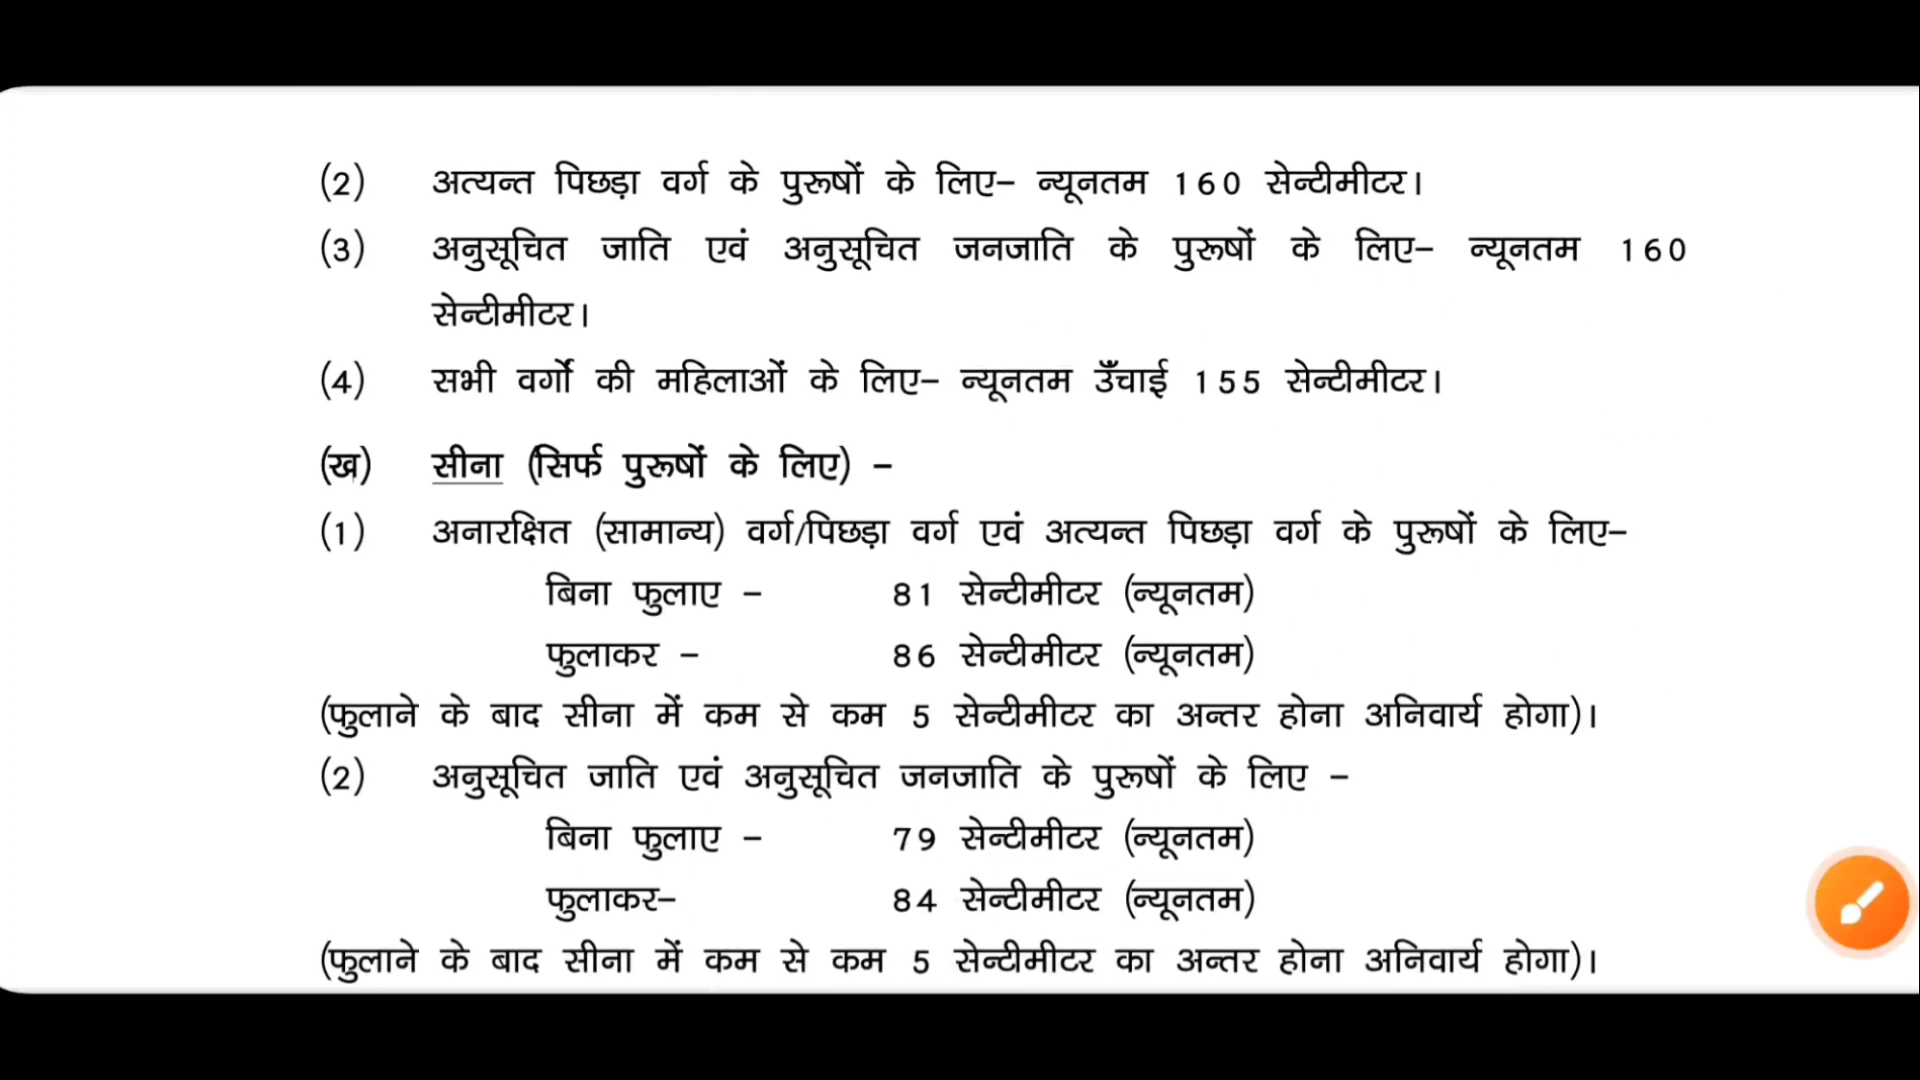 (2) अत्यन्त पिछड़ा वर्ग के पुरूषों के लिए– न्यूनतम 160 सेन्टीमीटर।
(3) अनुसूचित जाति एवं अनुसूचित जनजाति के पुरूषों के लिए– न्यूनतम 160
सेन्टीमीटर।
(4) सभी वर्गो की महिलाओं के लिए– न्यूनतम उँचाई 155 सेन्टीमीटर।
(ख) सीना (सिर्फ पुरूषों के लिए) –
(1) अनारक्षित (सामान्य) वर्ग/पिछड़ा वर्ग एवं अत्यन्त पिछड़ा वर्ग के पुरूषों के लिए–
बिना फुलाए – 81 सेन्टीमीटर (न्यूनतम)
फुलाकर – 86 सेन्टीमीटर (न्यूनतम)
(फुलाने के बाद सीना में कम से कम 5 सेन्टीमीटर का अन्तर होना अनिवार्य होगा)।
(2) अनुसूचित जाति एवं अनुसूचित जनजाति के पुरूषों के लिए –
बिना फुलाए – 79 सेन्टीमीटर (न्यूनतम)
फुलाकर– 84 सेन्टीमीटर (न्यूनतम)
(फुलाने के बाद सीना में कम से कम 5 सेन्टीमीटर का अन्तर होना अनिवार्य होगा)।